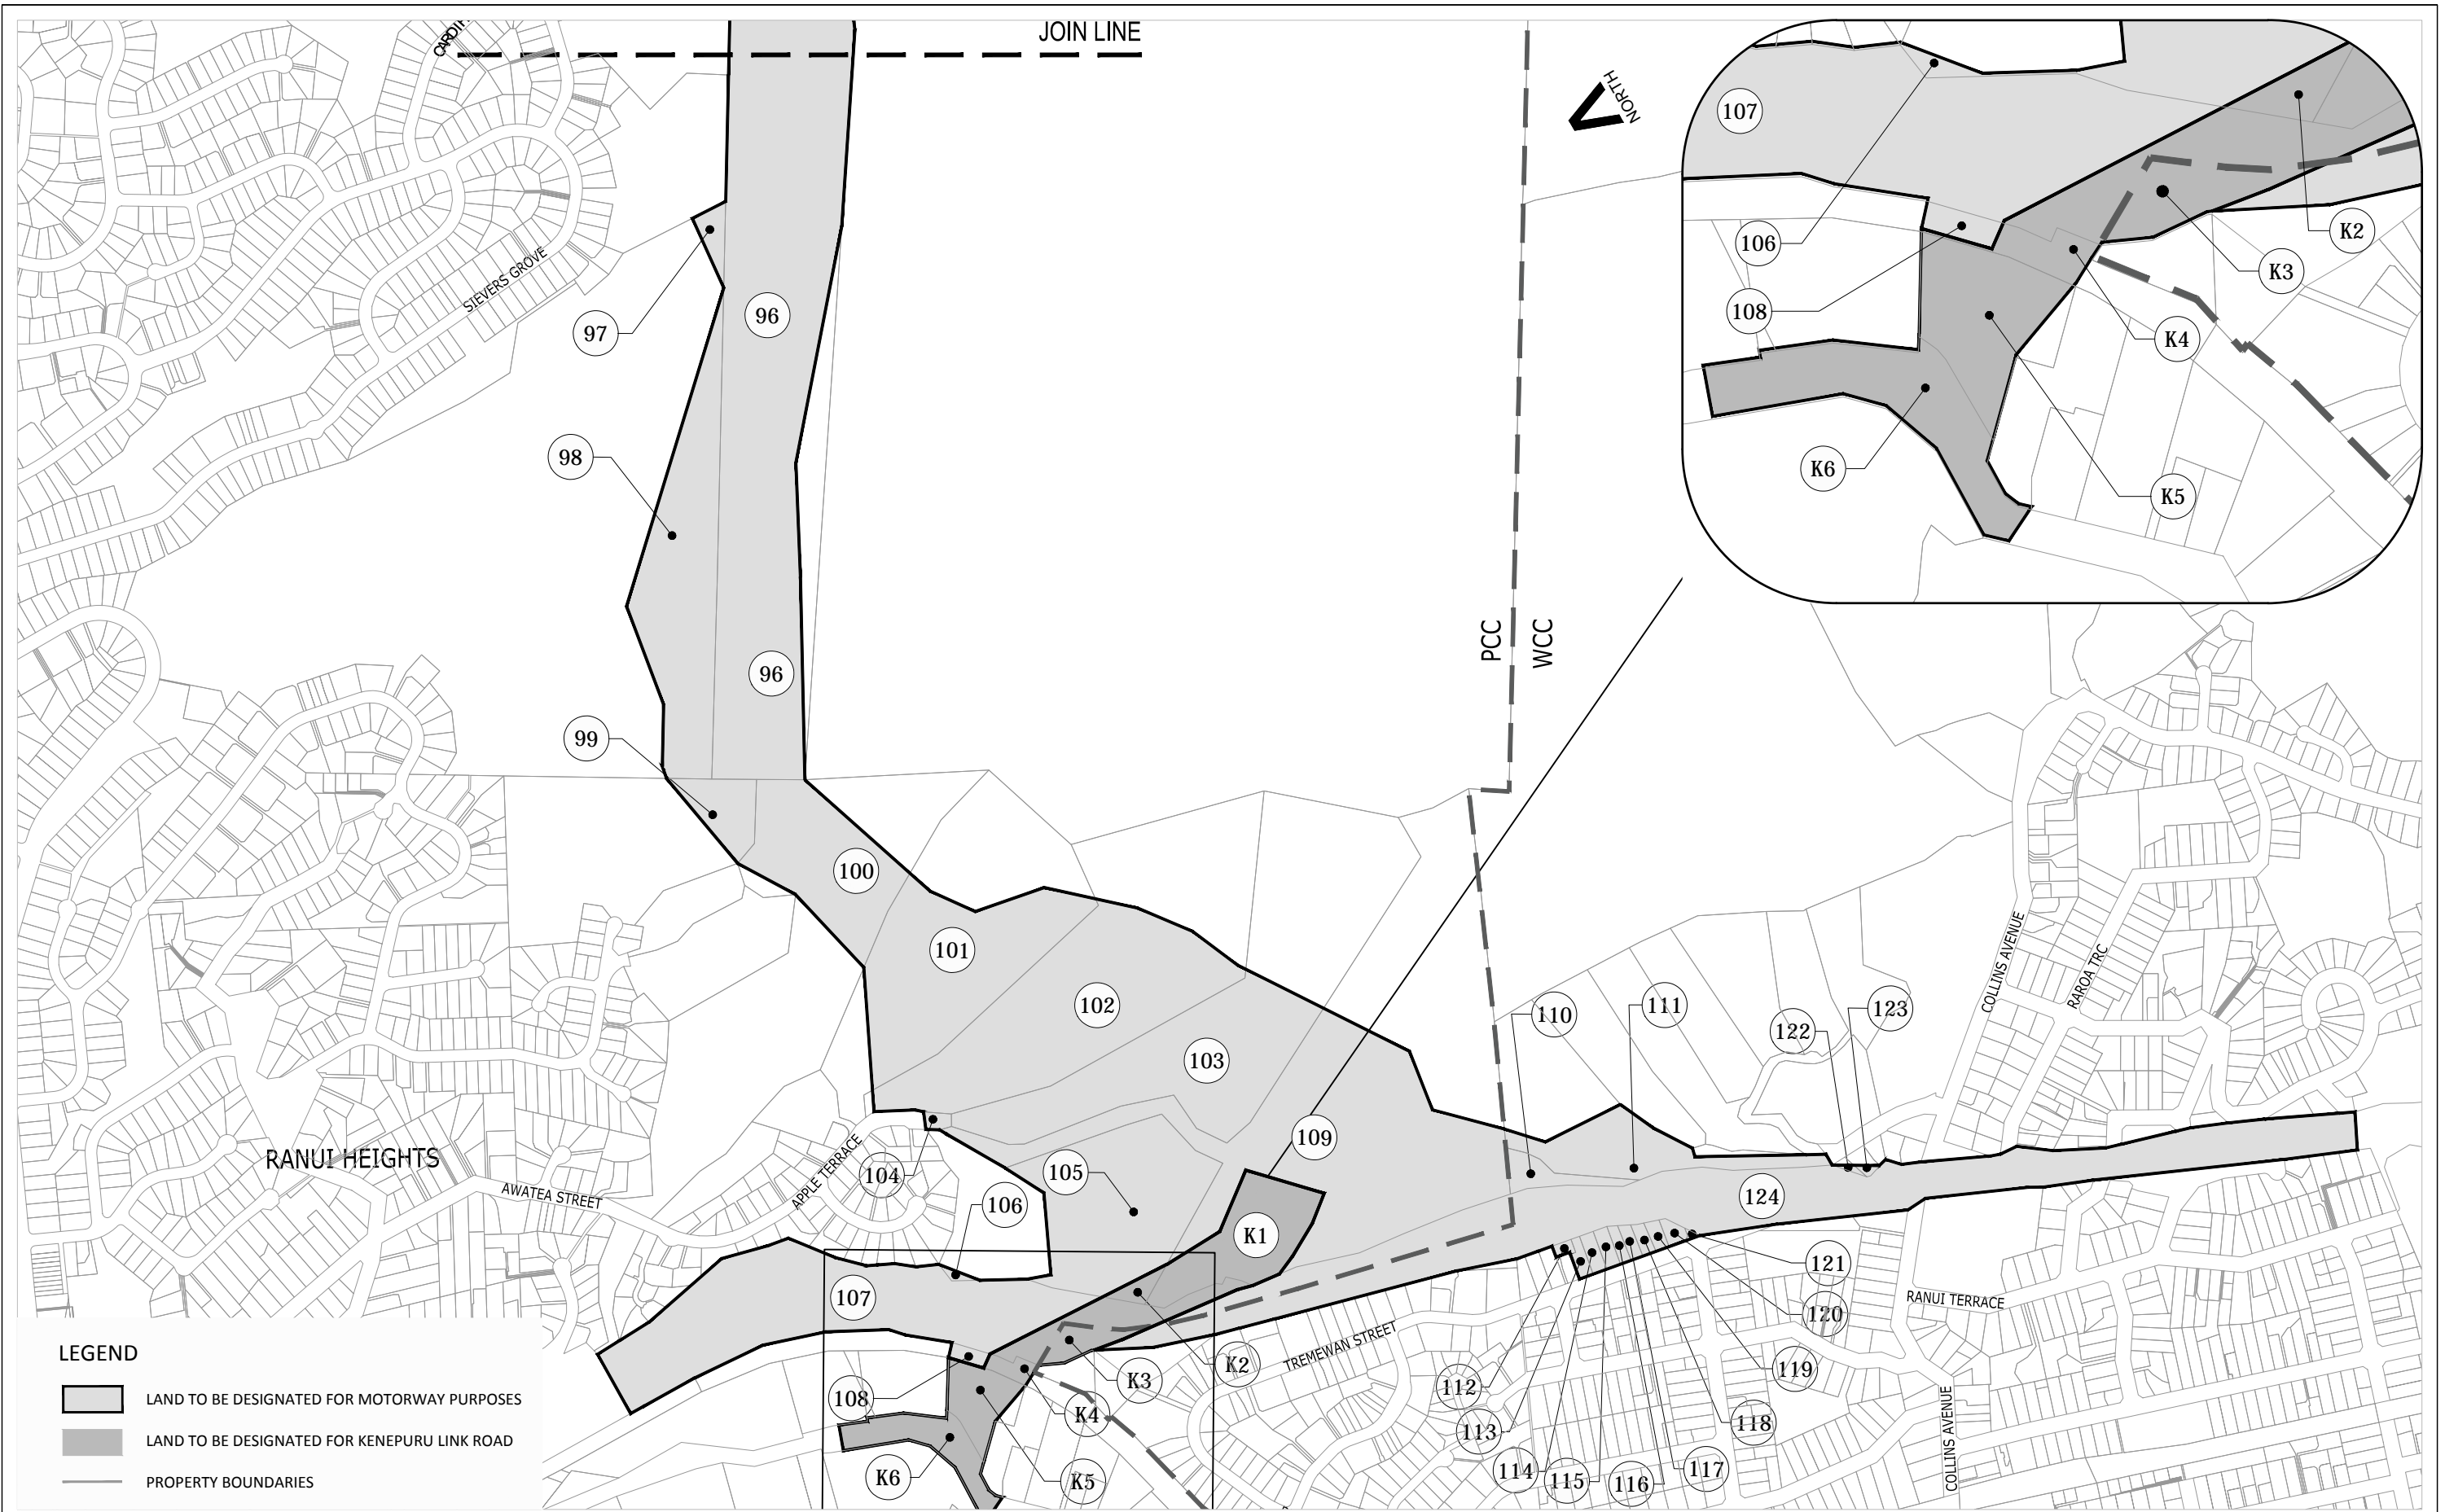 JOIN LINE
NORTH
107
106
108
K2
K3
K4
K5
K6
SIEVERS GROVE
97
96
98
96
99
PCC
WCC
100
101
102
103
104
105
106
107
108
109
110
111
122
123
124
K1
K2
K3
K4
K5
K6
112
113
114
115
116
117
118
119
120
121
RANUI HEIGHTS
AWATEA STREET
APPLE TERRACE
TREMEWAN STREET
COLLINS AVENUE
RAROA TRC
RANUI TERRACE
COLLINS AVENUE
LEGEND
LAND TO BE DESIGNATED FOR MOTORWAY PURPOSES
LAND TO BE DESIGNATED FOR KENEPURU LINK ROAD
PROPERTY BOUNDARIES